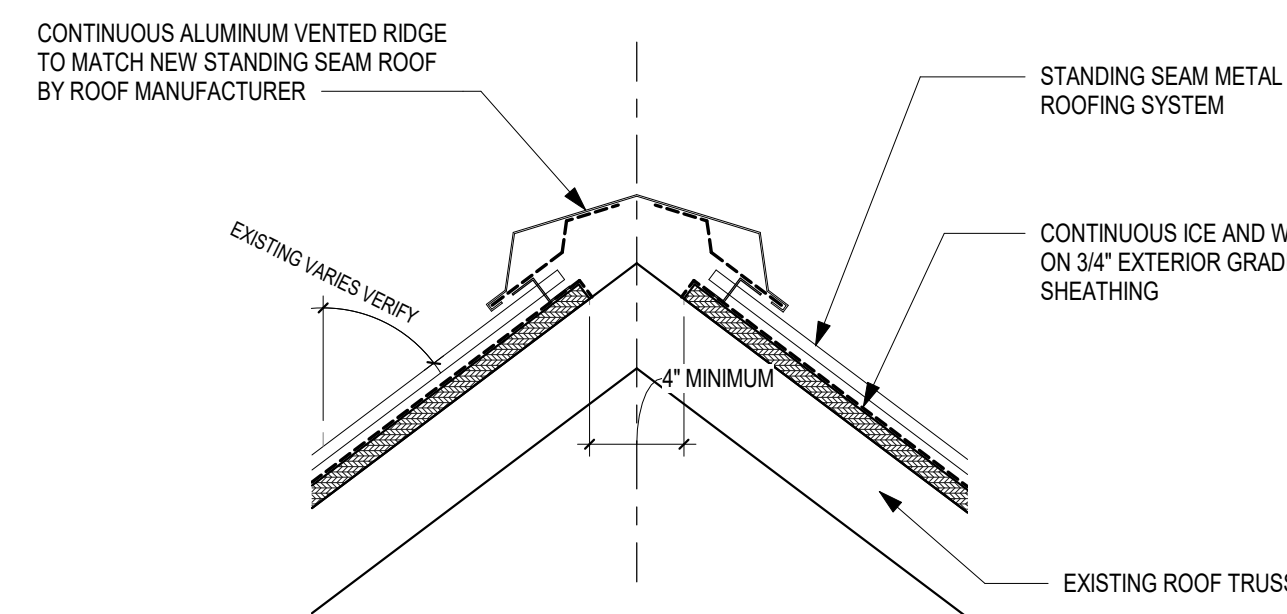 CONTINUOUS ALUMINUM VENTED RIDGE
TO MATCH NEW STANDING SEAM ROOF
BY ROOF MANUFACTURER
STANDING SEAM METAL
ROOFING SYSTEM
EXISTING VARIES VERIFY
CONTINUOUS ICE AND W
ON 3/4" EXTERIOR GRAD
SHEATHING
4" MINIMUM
EXISTING ROOF TRUSS